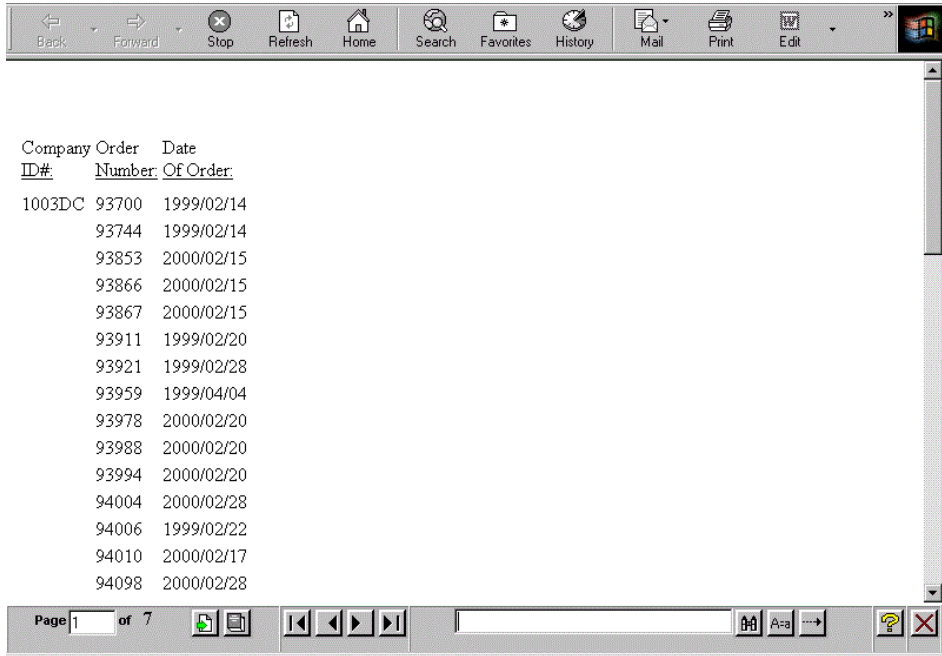 Back Forward Stop Refresh Home Search Favorites History Mail Print Edit »
Company Order Date
ID#: Number: Of Order:
1003DC 93700 1999/02/14
93744 1999/02/14
93853 2000/02/15
93866 2000/02/15
93867 2000/02/15
93911 1999/02/20
93921 1999/02/28
93959 1999/04/04
93978 2000/02/20
93988 2000/02/20
93994 2000/02/20
94004 2000/02/28
94006 1999/02/22
94010 2000/02/17
94098 2000/02/28
Page 1 of 7 A=a ?